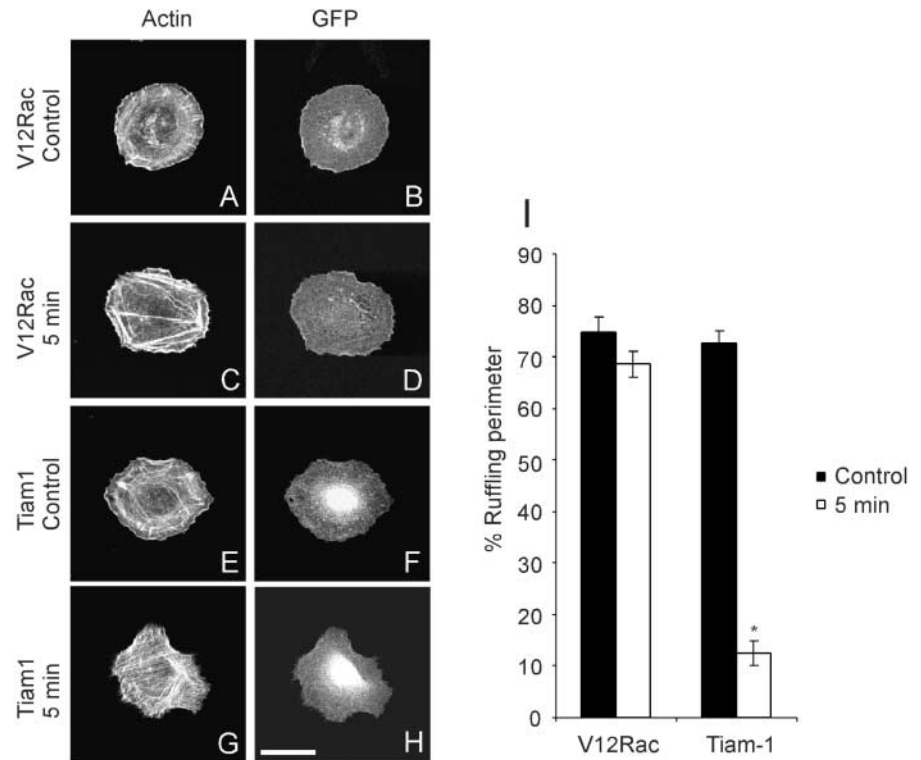 Actin GFP
V12Rac
Control
A
B
V12Rac
5 min
C
D
Tiam1
Control
E
F
Tiam1
5 min
G
H
I
90
80
70
60
50
40
30
20
10
0
% Ruffling perimeter
*
V12Rac Tiam-1
Control
5 min